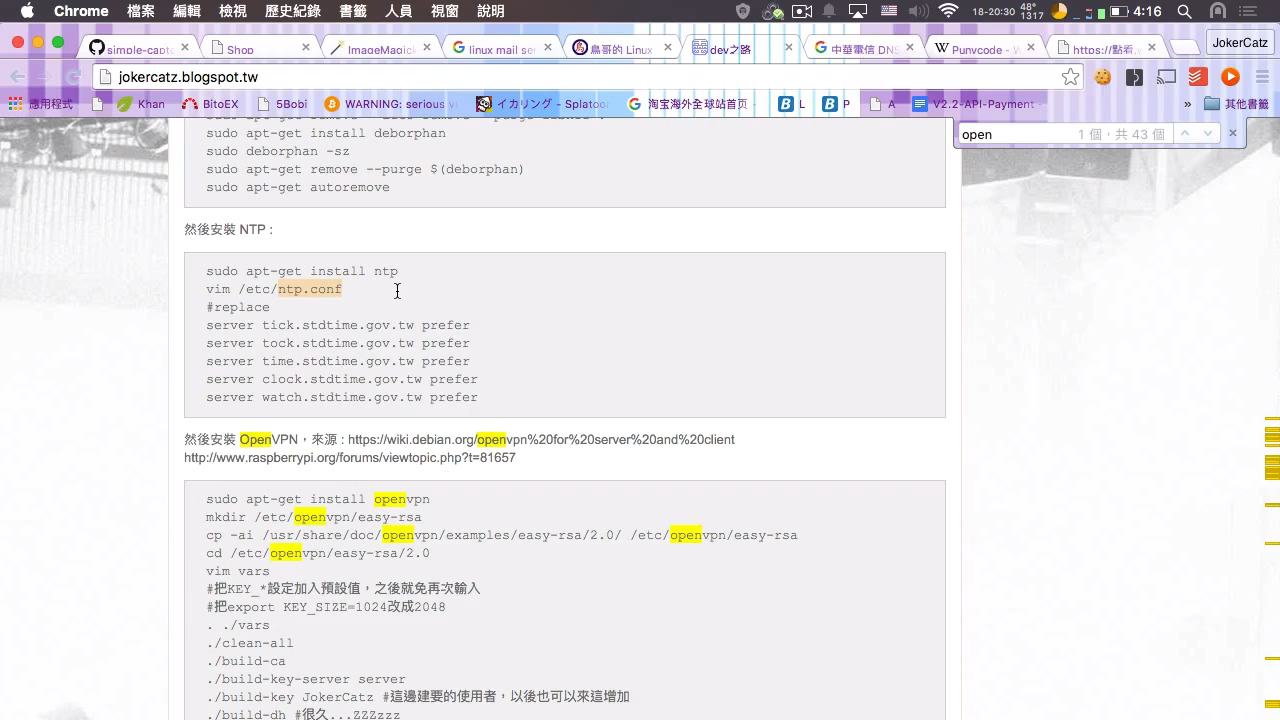 Chrome 檔案 編輯 檢視 歷史紀錄 書籤 人員 視窗 說明 18-20:30 48° 1317 4:16
simple-capt Shop ImageMagick linux mail ser 鳥哥的 Linux dev之路 中華電信 DNS Punycode - W https://點看. JokerCatz
jokercatz.blogspot.tw
應用程式 Khan BitoEX 5Bobi WARNING: serious イカリング - Splatoon 淘宝海外全球站首页 L P A V2.2-API-Payment » 其他書籤
open 1 個，共 43 個
sudo apt-get install deborphan
sudo deborphan -sz
sudo apt-get remove --purge $(deborphan)
sudo apt-get autoremove
然後安裝 NTP :
sudo apt-get install ntp
vim /etc/ntp.conf
#replace
server tick.stdtime.gov.tw prefer
server tock.stdtime.gov.tw prefer
server time.stdtime.gov.tw prefer
server clock.stdtime.gov.tw prefer
server watch.stdtime.gov.tw prefer
然後安裝 OpenVPN，來源 : https://wiki.debian.org/openvpn%20for%20server%20and%20client
http://www.raspberrypi.org/forums/viewtopic.php?t=81657
sudo apt-get install openvpn
mkdir /etc/openvpn/easy-rsa
cp -ai /usr/share/doc/openvpn/examples/easy-rsa/2.0/ /etc/openvpn/easy-rsa
cd /etc/openvpn/easy-rsa/2.0
vim vars
#把KEY_*設定加入預設值，之後就免再次輸入
#把export KEY_SIZE=1024改成2048
. ./vars
./clean-all
./build-ca
./build-key-server server
./build-key JokerCatz #這邊建要的使用者，以後也可以來這增加
./build-dh #很久...ZZZzzz